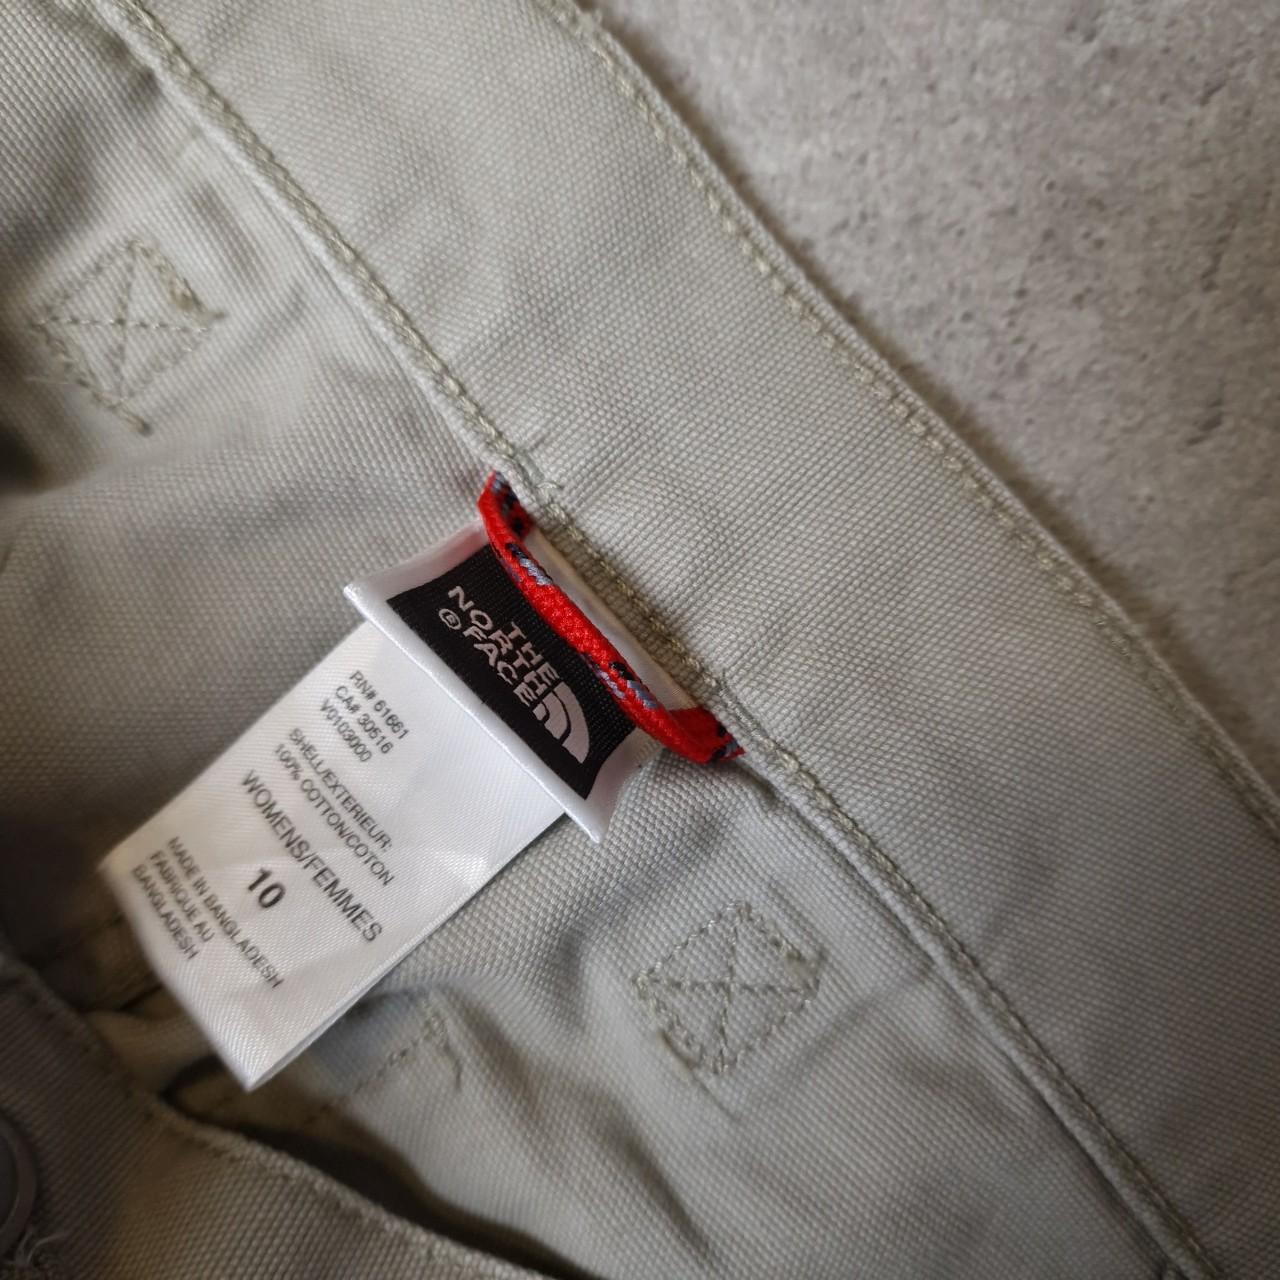 THE
NORTH
FACE
®
RN# 61661
CA# 30516
V0103000
SHELL/EXTERIEUR:
100% COTTON/COTON
WOMENS/FEMMES
10
MADE IN BANGLADESH
FABRIQUE AU
BANGLADESH